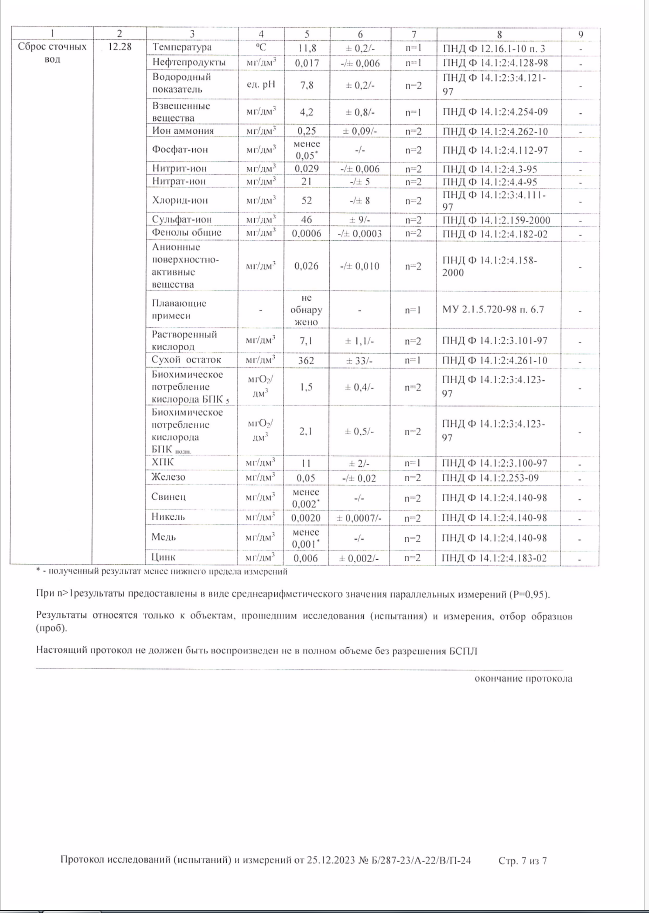 1 2 3 4 5 6 7 8 9
Сброс сточных вод 12.28 Температура °С 11,8 ± 0,2/- n=1 ПНД Ф 12.16.1-10 п. 3 -
Нефтепродукты мг/дм³ 0,017 -/± 0,006 n=1 ПНД Ф 14.1:2:4.128-98 -
Водородный показатель ед. рН 7,8 ± 0,2/- n=2 ПНД Ф 14.1:2:3:4.121-97 -
Взвешенные вещества мг/дм³ 4,2 ± 0,8/- n=1 ПНД Ф 14.1:2:4.254-09 -
Ион аммония мг/дм³ 0,25 ± 0,09/- n=2 ПНД Ф 14.1:2:4.262-10 -
Фосфат-ион мг/дм³ менее 0,05* -/- n=2 ПНД Ф 14.1:2:4.112-97 -
Нитрит-ион мг/дм³ 0,029 -/± 0,006 n=2 ПНД Ф 14.1:2:4.3-95 -
Нитрат-ион мг/дм³ 21 -/± 5 n=2 ПНД Ф 14.1:2:4.4-95 -
Хлорид-ион мг/дм³ 52 -/± 8 n=2 ПНД Ф 14.1:2:3:4.111-97 -
Сульфат-ион мг/дм³ 46 ± 9/- n=2 ПНД Ф 14.1:2.159-2000 -
Фенолы общие мг/дм³ 0,0006 -/± 0,0003 n=2 ПНД Ф 14.1:2:4.182-02 -
Анионные поверхностно-активные вещества мг/дм³ 0,026 -/± 0,010 n=2 ПНД Ф 14.1:2:4.158-2000 -
Плавающие примеси - не обнару жено - n=1 МУ 2.1.5.720-98 п. 6.7 -
Растворенный кислород мг/дм³ 7,1 ± 1,1/- n=2 ПНД Ф 14.1:2:3.101-97 -
Сухой остаток мг/дм³ 362 ± 33/- n=1 ПНД Ф 14.1:2:4.261-10 -
Биохимическое потребление кислорода БПК 5 мгО₂/дм³ 1,5 ± 0,4/- n=2 ПНД Ф 14.1:2:3:4.123-97 -
Биохимическое потребление кислорода БПК полн. мгО₂/дм³ 2,1 ± 0,5/- n=2 ПНД Ф 14.1:2:3:4.123-97 -
ХПК мг/дм³ 11 ± 2/- n=1 ПНД Ф 14.1:2:3.100-97 -
Железо мг/дм³ 0,05 -/± 0,02 n=2 ПНД Ф 14.1:2.253-09 -
Свинец мг/дм³ менее 0,002* -/- n=2 ПНД Ф 14.1:2:4.140-98 -
Никель мг/дм³ 0,0020 ± 0,0007/- n=2 ПНД Ф 14.1:2:4.140-98 -
Медь мг/дм³ менее 0,001* -/- n=2 ПНД Ф 14.1:2:4.140-98 -
Цинк мг/дм³ 0,006 ± 0,002/- n=2 ПНД Ф 14.1:2:4.183-02 -
* - полученный результат менее нижнего предела измерений
При n>1результаты предоставлены в виде среднеарифметического значения параллельных измерений (Р=0,95).
Результаты относятся только к объектам, прошедшим исследования (испытания) и измерения, отбор образцов
(проб).
Настоящий протокол не должен быть воспроизведен не в полном объеме без разрешения БСПЛ
окончание протокола
Протокол исследований (испытаний) и измерений от 25.12.2023 № Б/287-23/А-22/В/П-24 Стр. 7 из 7